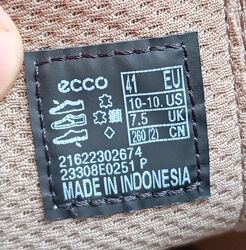 ecco
41 EU
10-10. US
7.5 UK
260 (2) CN
21622302674
23308E0251 P
MADE IN INDONESIA